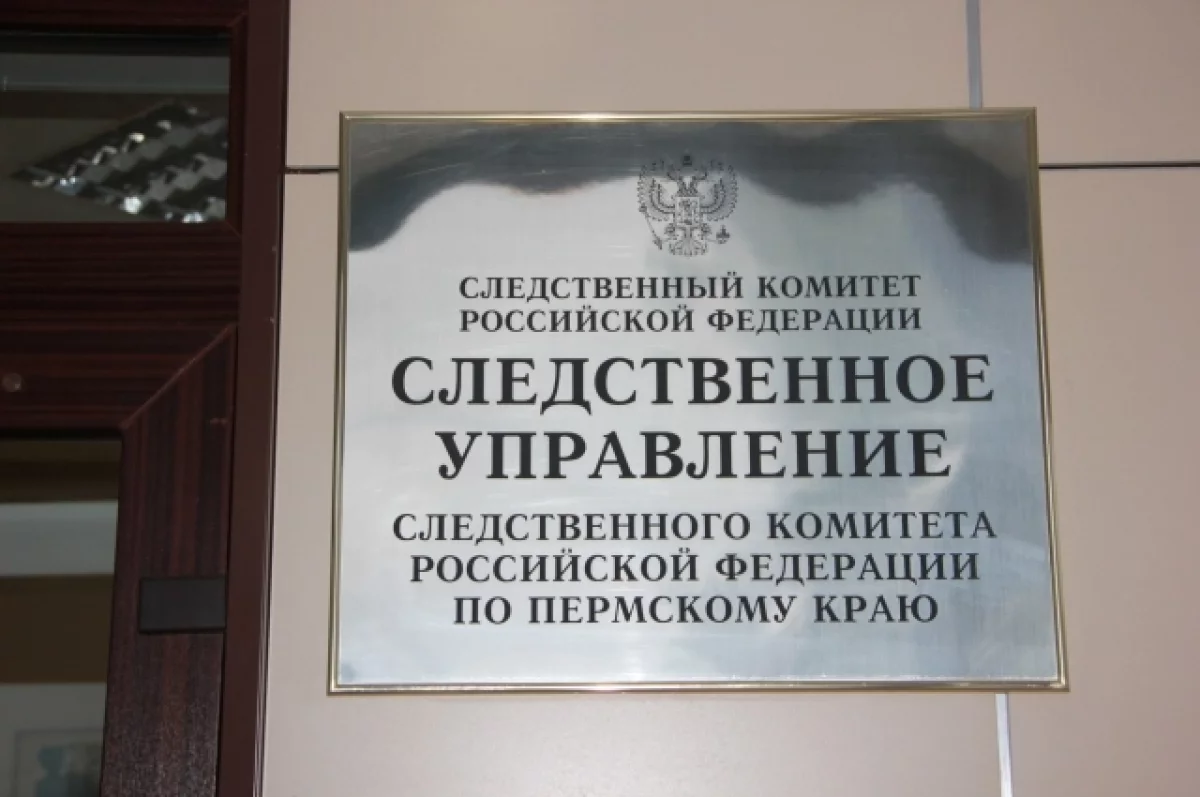 СЛЕДСТВЕННЫЙ КОМИТЕТ
РОССИЙСКОЙ ФЕДЕРАЦИИ
СЛЕДСТВЕННОЕ
УПРАВЛЕНИЕ
СЛЕДСТВЕННОГО КОМИТЕТА
РОССИЙСКОЙ ФЕДЕРАЦИИ
ПО ПЕРМСКОМУ КРАЮ